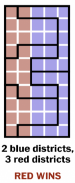 2 blue districts,
3 red districts
RED WINS